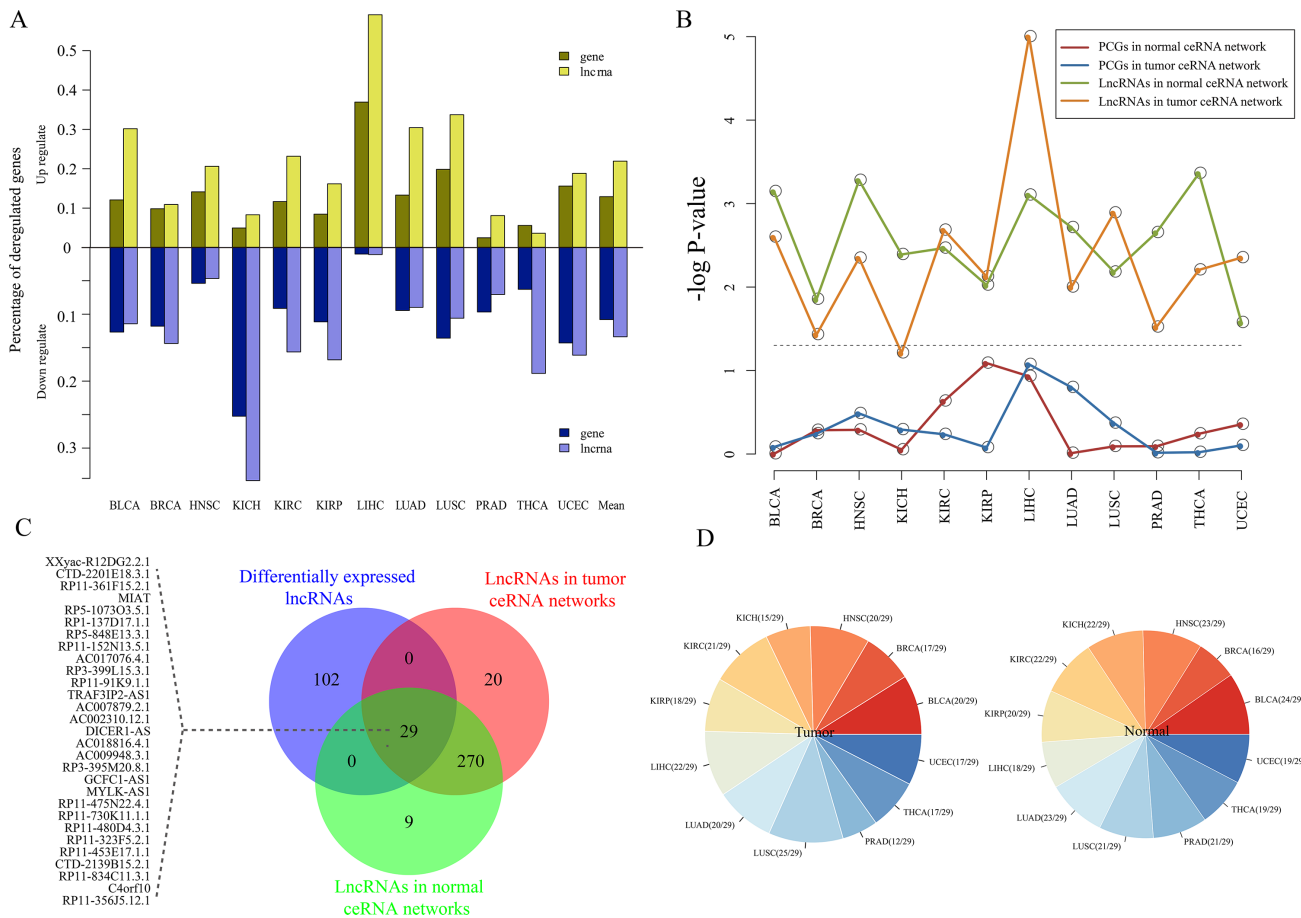 A
Percentage of deregulated genes
Up regulate
Down regulate
0.5
0.4
0.3
0.2
0.1
0
0.1
0.2
0.3
gene
lncrna
gene
lncrna
BLCA BRCA HNSC KICH KIRC KIRP LIHC LUAD LUSC PRAD THCA UCEC Mean
B
-log P-value
5
4
3
2
1
0
PCGs in normal ceRNA network
PCGs in tumor ceRNA network
LncRNAs in normal ceRNA network
LncRNAs in tumor ceRNA network
BLCA
BRCA
HNSC
KICH
KIRC
KIRP
LIHC
LUAD
LUSC
PRAD
THCA
UCEC
C
XXyac-R12DG2.2.1
CTD-2201E18.3.1
RP11-361F15.2.1
MIAT
RP5-1073O3.5.1
RP1-137D17.1.1
RP5-848E13.3.1
RP11-152N13.5.1
AC017076.4.1
RP3-399L15.3.1
RP11-91K9.1.1
TRAF3IP2-AS1
AC007879.2.1
AC002310.12.1
DICER1-AS
AC018816.4.1
AC009948.3.1
RP3-395M20.8.1
GCFC1-AS1
MYLK-AS1
RP11-475N22.4.1
RP11-730K11.1.1
RP11-480D4.3.1
RP11-323F5.2.1
RP11-453E17.1.1
CTD-2139B15.2.1
RP11-834C11.3.1
C4orf10
RP11-356J5.12.1
Differentially expressed
lncRNAs
LncRNAs in tumor
ceRNA networks
102
0
20
29
0
270
9
LncRNAs in normal
ceRNA networks
D
KICH(15/29)
HNSC(20/29)
KIRC(21/29)
BRCA(17/29)
KIRP(18/29)
BLCA(20/29)
Tumor
LIHC(22/29)
UCEC(17/29)
LUAD(20/29)
THCA(17/29)
LUSC(25/29)
PRAD(12/29)
KICH(22/29)
HNSC(23/29)
KIRC(22/29)
BRCA(16/29)
KIRP(20/29)
BLCA(24/29)
Normal
LIHC(18/29)
UCEC(19/29)
LUAD(23/29)
THCA(19/29)
LUSC(21/29)
PRAD(21/29)